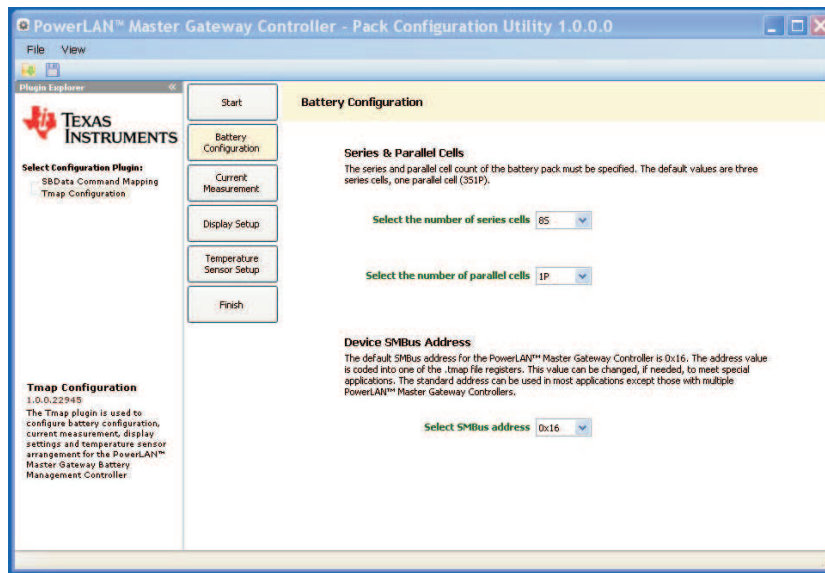 PowerLAN™ Master Gateway Controller - Pack Configuration Utility 1.0.0.0
File View
Plugin Explorer «
TEXAS
INSTRUMENTS
Select Configuration Plugin:
SBData Command Mapping
Tmap Configuration
Tmap Configuration
1.0.0.22945
The Tmap plugin is used to
configure battery configuration,
current measurement, display
settings and temperature sensor
arrangement for the PowerLAN™
Master Gateway Battery
Management Controller
Start
Battery
Configuration
Current
Measurement
Display Setup
Temperature
Sensor Setup
Finish
Battery Configuration
Series & Parallel Cells
The series and parallel cell count of the battery pack must be specified. The default values are three
series cells, one parallel cell (3S1P).
Select the number of series cells 8S
Select the number of parallel cells 1P
Device SMBus Address
The default SMBus address for the PowerLAN™ Master Gateway Controller is 0x16. The address value
is coded into one of the .tmap file registers. This value can be changed, if needed, to meet special
applications. The standard address can be used in most applications except those with multiple
PowerLAN™ Master Gateway Controllers.
Select SMBus address 0x16